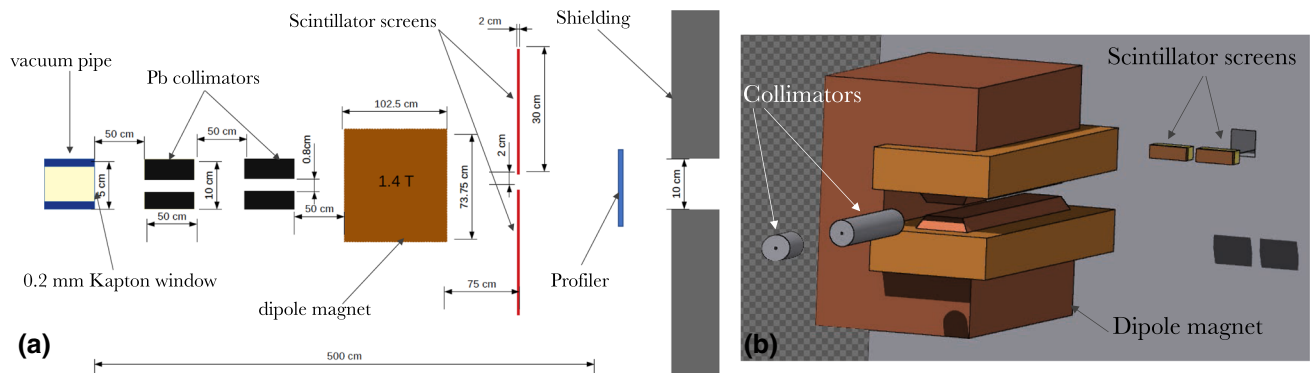 Scintillator screens
2 cm
Shielding
vacuum pipe
Pb collimators
50 cm
50 cm
102.5 cm
30 cm
0.8cm
2 cm
5 cm
10 cm
1.4 T
73.75 cm
10 cm
50 cm
50 cm
0.2 mm Kapton window
dipole magnet
75 cm
Profiler
(a)
500 cm
Scintillator screens
Collimators
Dipole magnet
(b)